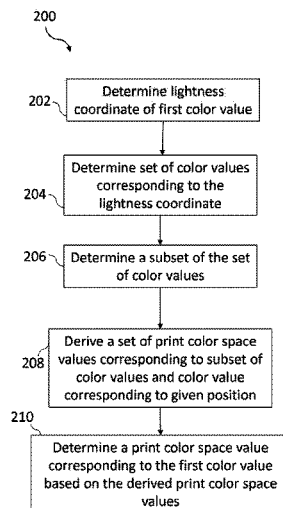 200
Determine lightness
coordinate of first color value
202
Determine set of color values
corresponding to the
lightness coordinate
204
Determine a subset of the set
of color values
206
Derive a set of print color space
values corresponding to subset of
color values and color value
corresponding to given position
208
210
Determine a print color space value
corresponding to the first color value
based on the derived print color space
values